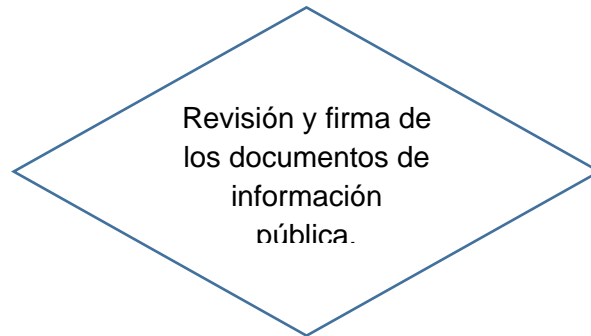 Revisión y firma de
los documentos de
información
pública.